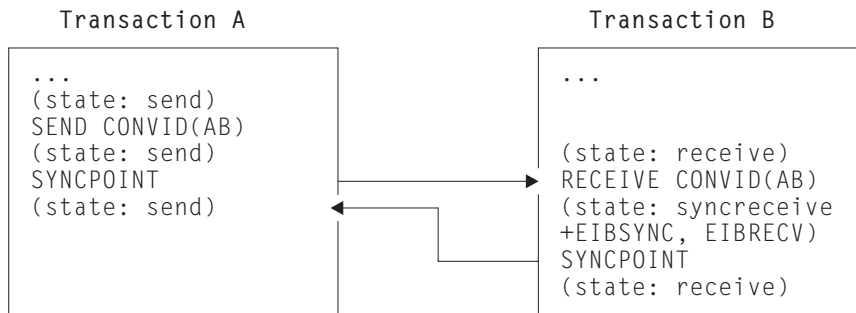 Transaction A
Transaction B
...
(state: send)
SEND CONVID(AB)
(state: send)
SYNCPOINT
(state: send)
...
(state: receive)
RECEIVE CONVID(AB)
(state: syncreceive
+EIBSYNC, EIBRECV)
SYNCPOINT
(state: receive)